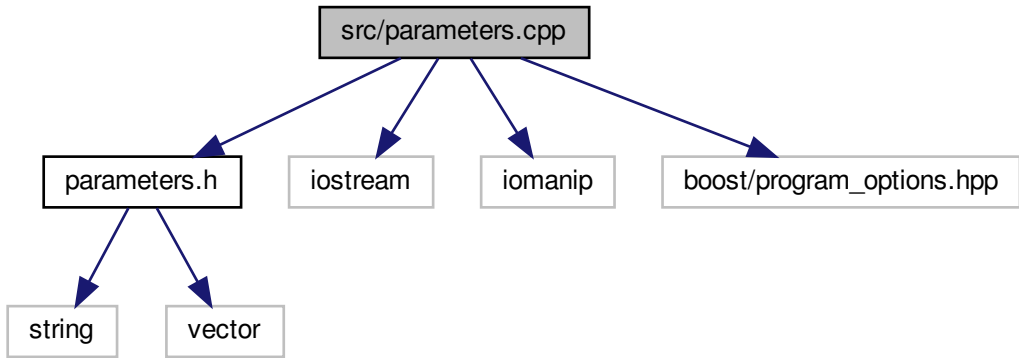 src/parameters.cpp
parameters.h
iostream
iomanip
boost/program_options.hpp
string
vector